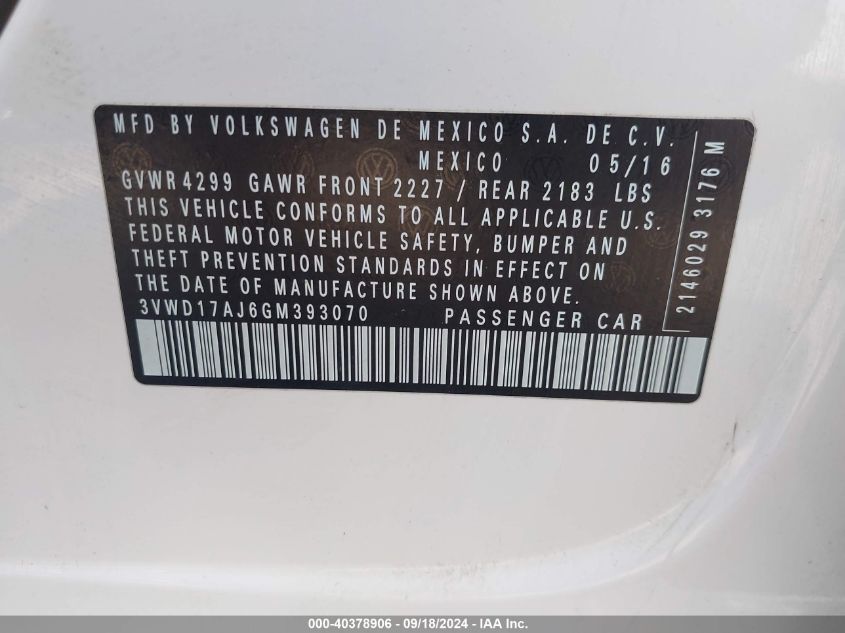 MFD BY VOLKSWAGEN DE MEXICO S.A. DE C.V.
MEXICO 05/16
GVWR 4299 GAWR FRONT 2227 / REAR 2183 LBS
THIS VEHICLE CONFORMS TO ALL APPLICABLE U.S.
FEDERAL MOTOR VEHICLE SAFETY, BUMPER AND
THEFT PREVENTION STANDARDS IN EFFECT ON
THE DATE OF MANUFACTURE SHOWN ABOVE.
3VWD17AJ6GM393070 PASSENGER CAR
21460293 3176 M
000-40378906 - 09/18/2024 - IAA Inc.